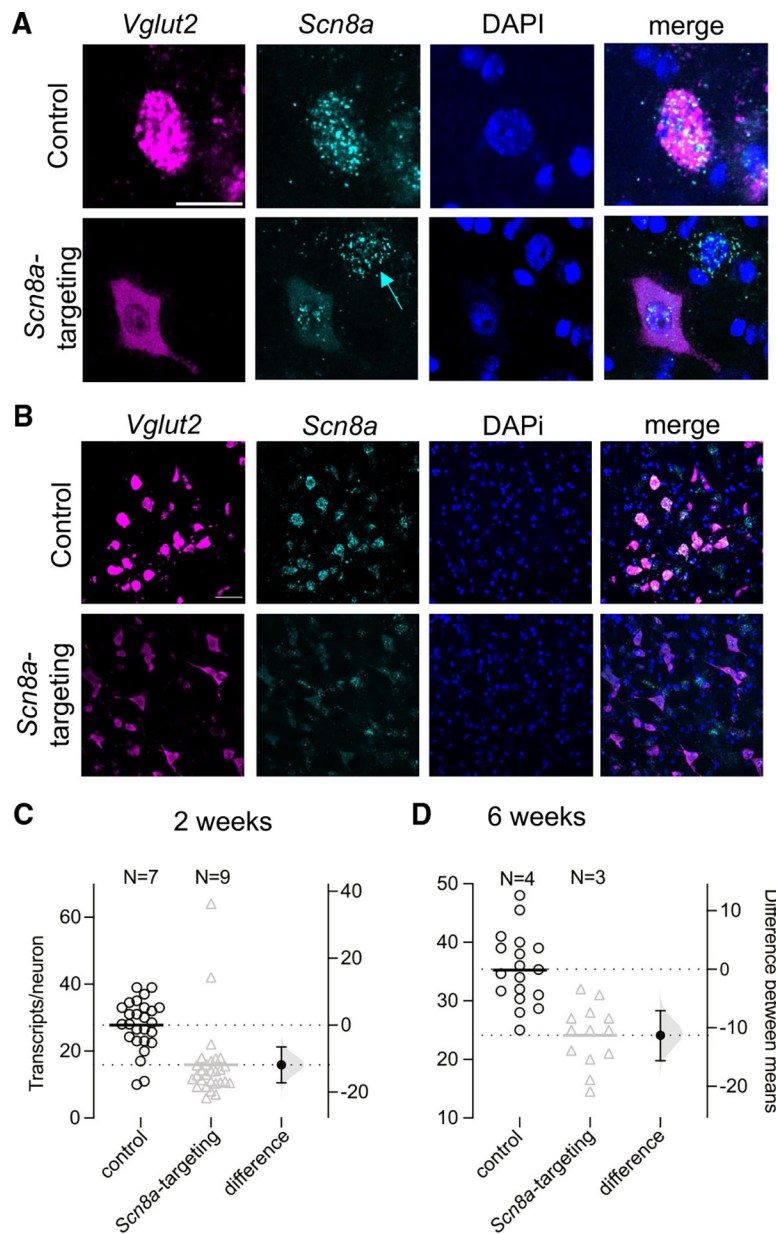 A
Vglut2 Scn8a DAPI merge
Control
Scn8a-
targeting
B
Vglut2 Scn8a DAPi merge
Control
Scn8a-
targeting
C 2 weeks
N=7 N=9
Transcripts/neuron
60
40
20
0
40
20
0
-20
control
Scn8a-targeting
difference
D 6 weeks
N=4 N=3
50
40
30
20
10
10
0
-10
Difference between means
control
Scn8a-targeting
difference